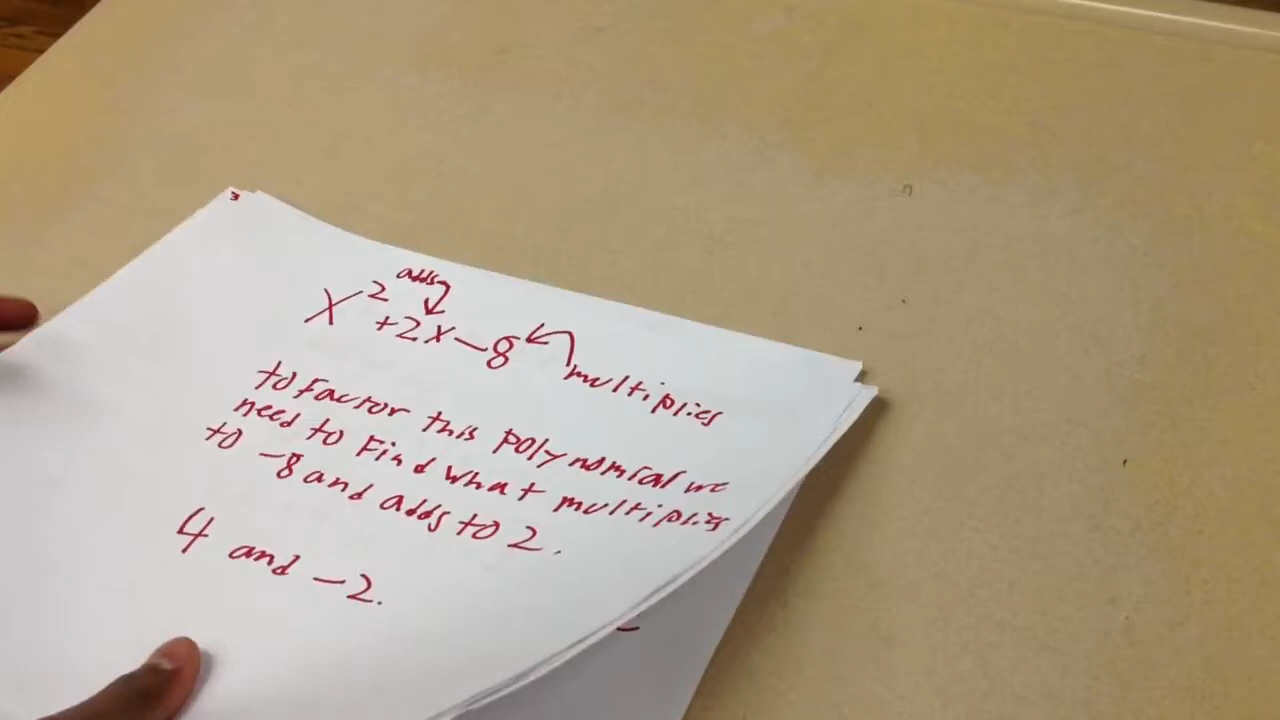 3
adds
x² +2x-8
multiplies
to factor this polynomial we
need to find what multiplies
to -8 and adds to 2.
4 and -2.